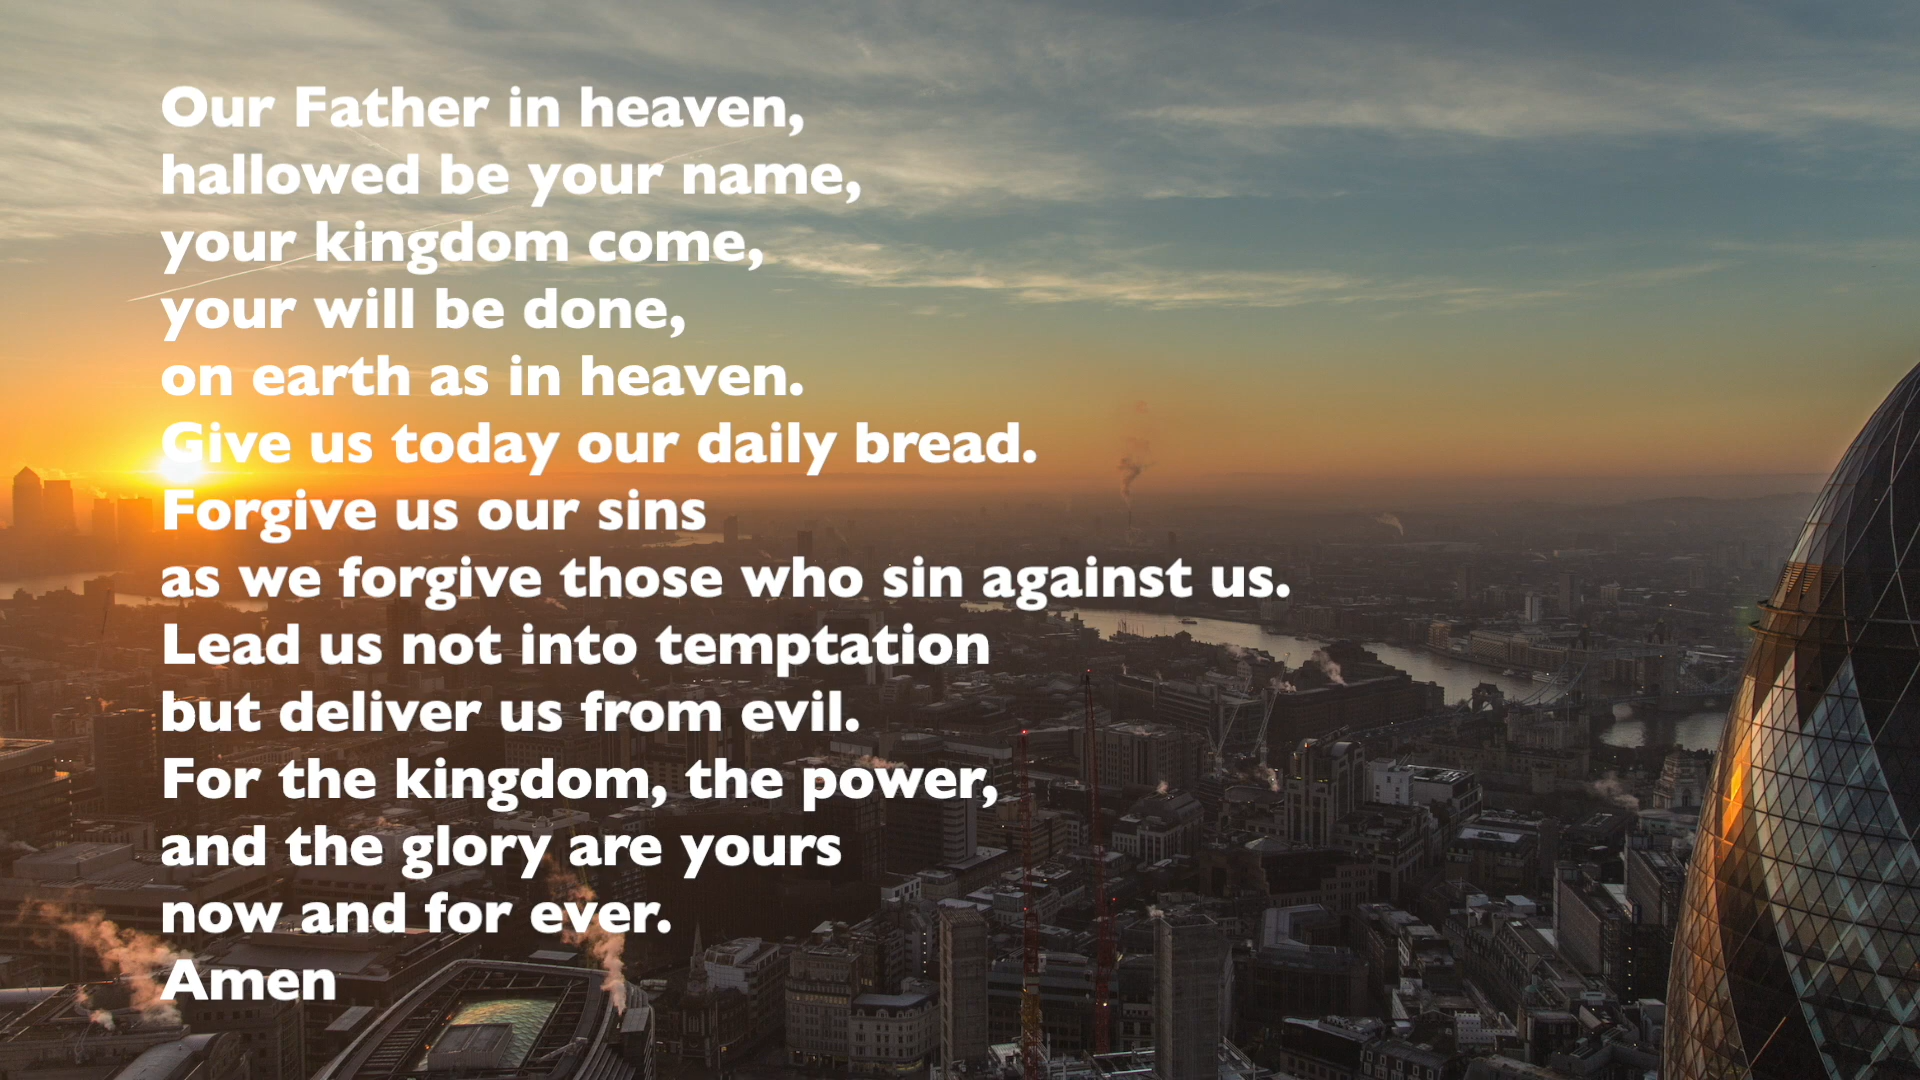 Our Father in heaven,
hallowed be your name,
your kingdom come,
your will be done,
on earth as in heaven.
Give us today our daily bread.
Forgive us our sins
as we forgive those who sin against us.
Lead us not into temptation
but deliver us from evil.
For the kingdom, the power,
and the glory are yours
now and for ever.
Amen